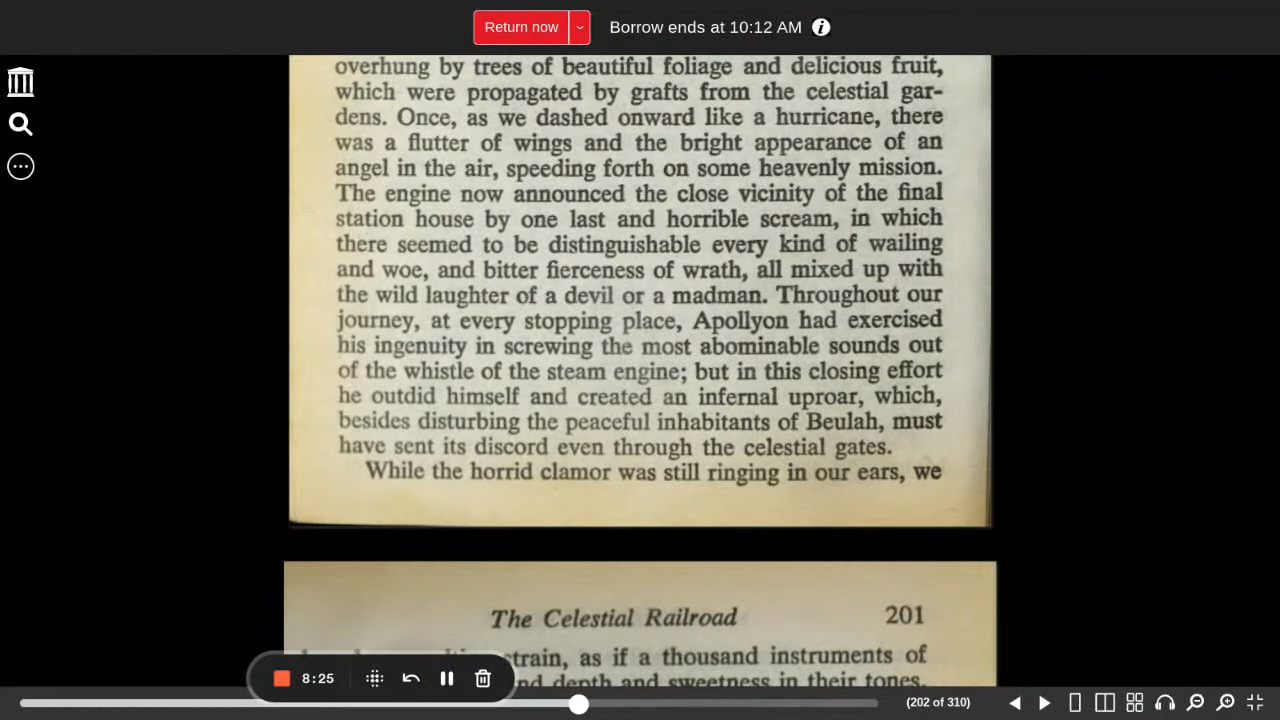 Return now
Borrow ends at 10:12 AM
overhung by trees of beautiful foliage and delicious fruit,
which were propagated by grafts from the celestial gar-
dens. Once, as we dashed onward like a hurricane, there
was a flutter of wings and the bright appearance of an
angel in the air, speeding forth on some heavenly mission.
The engine now announced the close vicinity of the final
station house by one last and horrible scream, in which
there seemed to be distinguishable every kind of wailing
and woe, and bitter fierceness of wrath, all mixed up with
the wild laughter of a devil or a madman. Throughout our
journey, at every stopping place, Apollyon had exercised
his ingenuity in screwing the most abominable sounds out
of the whistle of the steam engine; but in this closing effort
he outdid himself and created an infernal uproar, which,
besides disturbing the peaceful inhabitants of Beulah, must
have sent its discord even through the celestial gates.
While the horrid clamor was still ringing in our ears, we
The Celestial Railroad 201
strain, as if a thousand instruments of
depth and sweetness in their tones,
8:25
(202 of 310)